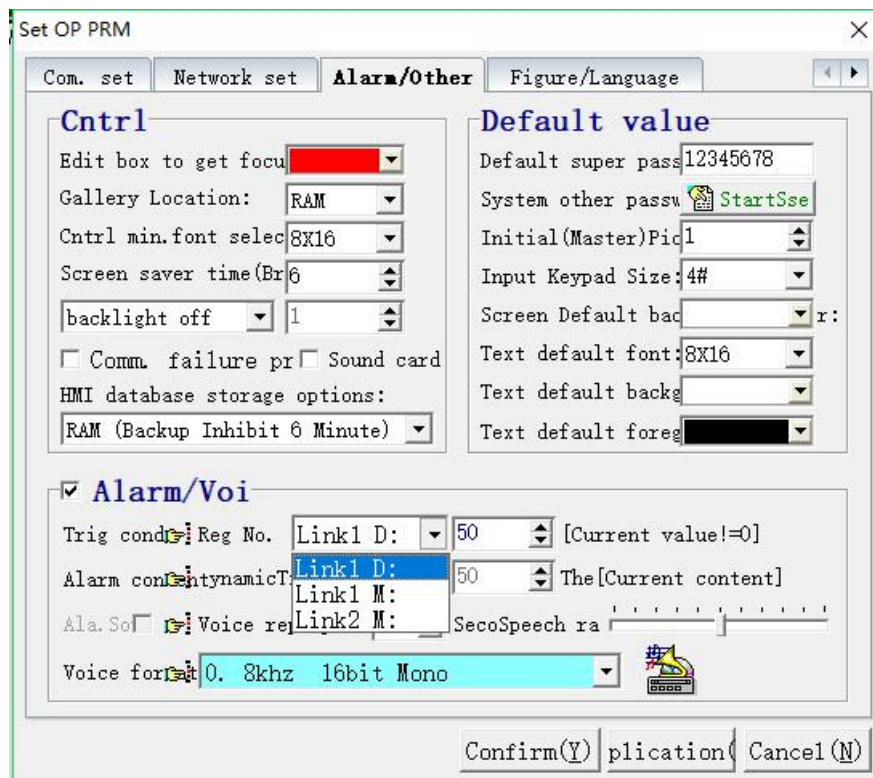 Set OP PRM
Com. set Network set Alarm/Other Figure/Language
Cntrl
Edit box to get focu
Gallery Location: RAM
Cntrl min.font selec 8X16
Screen saver time(Br 6
backlight off 1
Comm. failure pr Sound card
HMI database storage options:
RAM (Backup Inhibit 6 Minute)
Default value
Default super pass 12345678
System other passw StartSse
Initial(Master)Pic 1
Input Keypad Size: 4#
Screen Default bac r:
Text default font: 8X16
Text default backg
Text default foreg
Alarm/Voi
Trig cond Reg No. Link1 D: 50 [Current value!=0]
Link1 D:
Link1 M:
Link2 M:
Alarm con tynamicT 50 The[Current content]
Ala.So Voice re SecoSpeech ra
Voice for t 0. 8khz 16bit Mono
Confirm(Y) plication( Cancel(N)